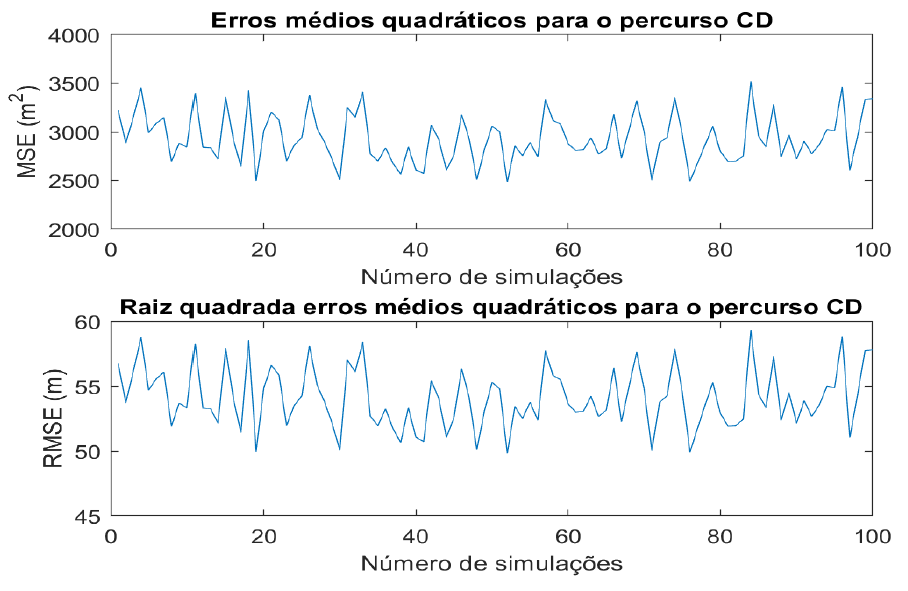 Erros médios quadráticos para o percurso CD
4000
3500
3000
2500
2000
MSE (m²)
0 20 40 60 80 100
Número de simulações
Raiz quadrada erros médios quadráticos para o percurso CD
60
55
50
45
RMSE (m)
0 20 40 60 80 100
Número de simulações